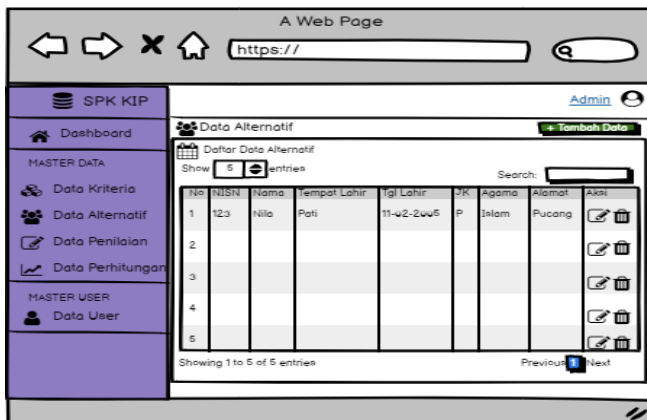 A Web Page
https://
SPK KIP
Admin
Dashboard
MASTER DATA
Data Kriteria
Data Alternatif
Data Penilaian
Data Perhitungan
MASTER USER
Data User
Data Alternatif
+ Tambah Data
Daftar Data Alternatif
Show 5 entries
Search:
No NISN Nama Tempat Lahir Tgl Lahir JK Agama Alamat Aksi
1 123 Nila Pati 11-02-2005 P Islam Pucang
2
3
4
5
Showing 1 to 5 of 5 entries
Previous 1 Next